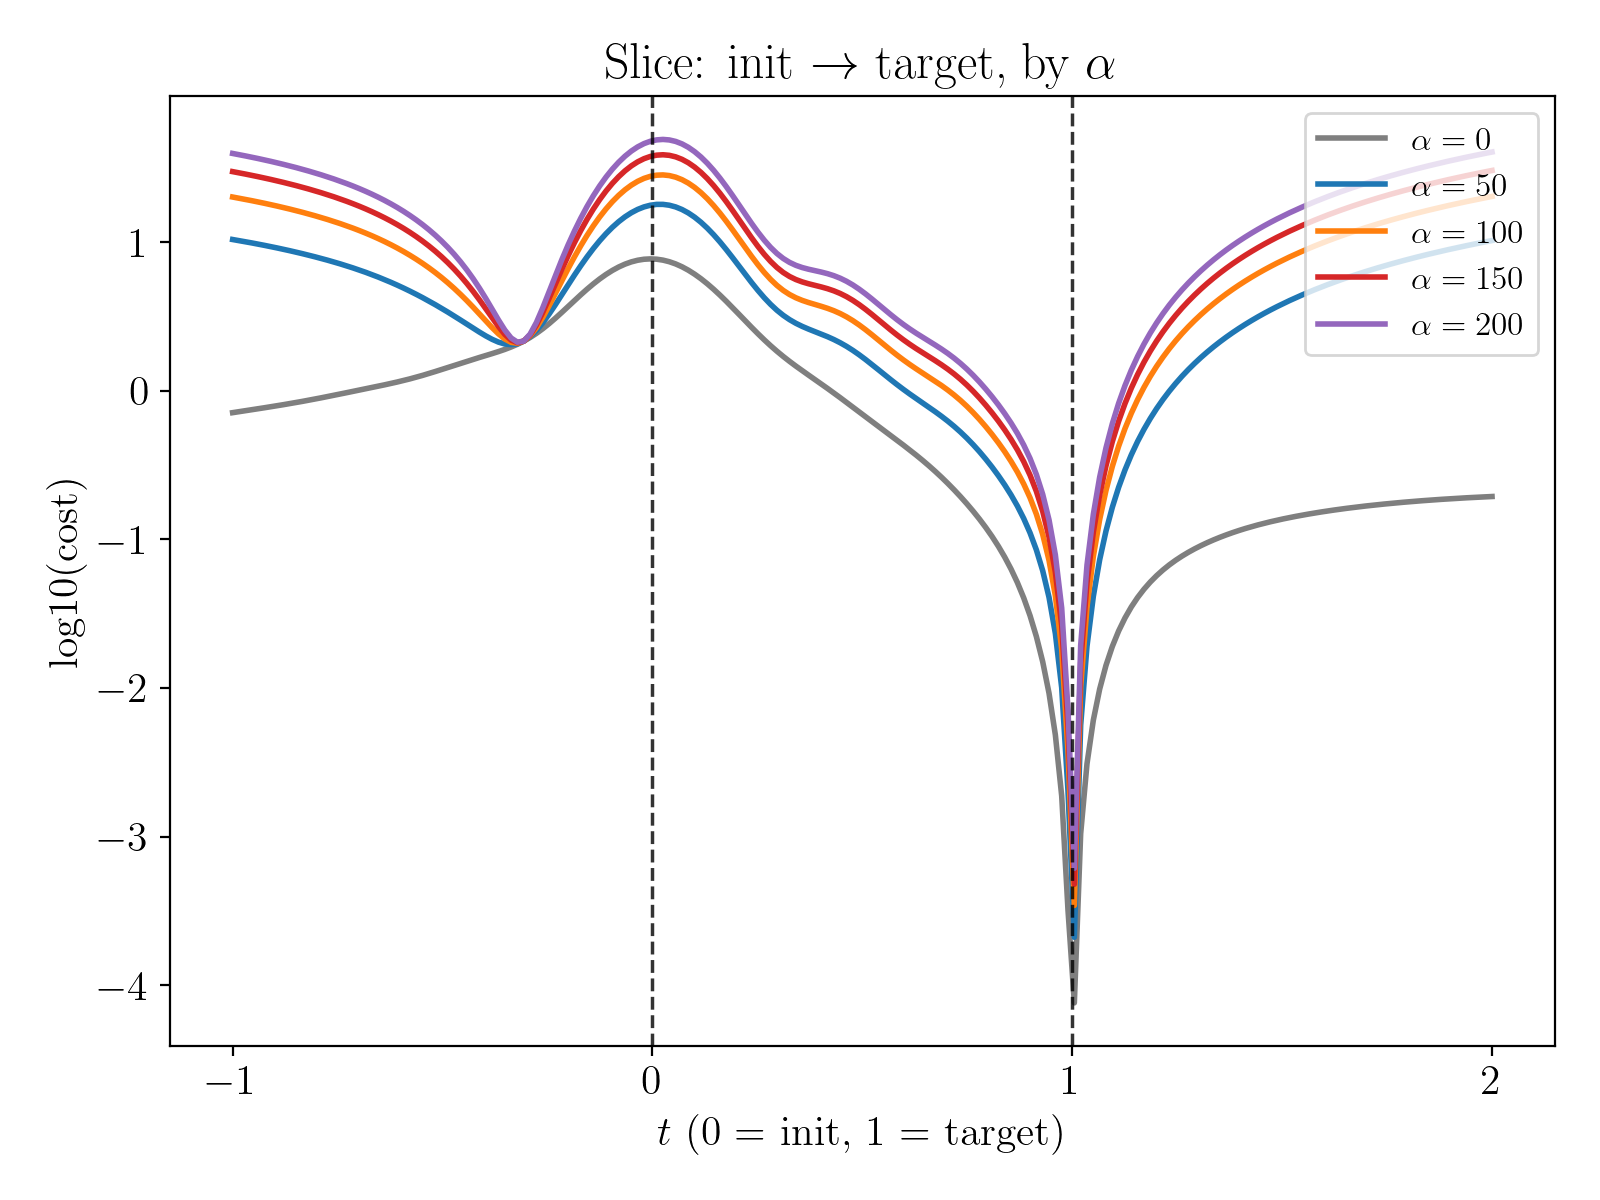 Slice: init → target, by α
α = 0
α = 50
α = 100
α = 150
α = 200
log10(cost)
1
0
−1
−2
−3
−4
−1 0 1 2
t (0 = init, 1 = target)